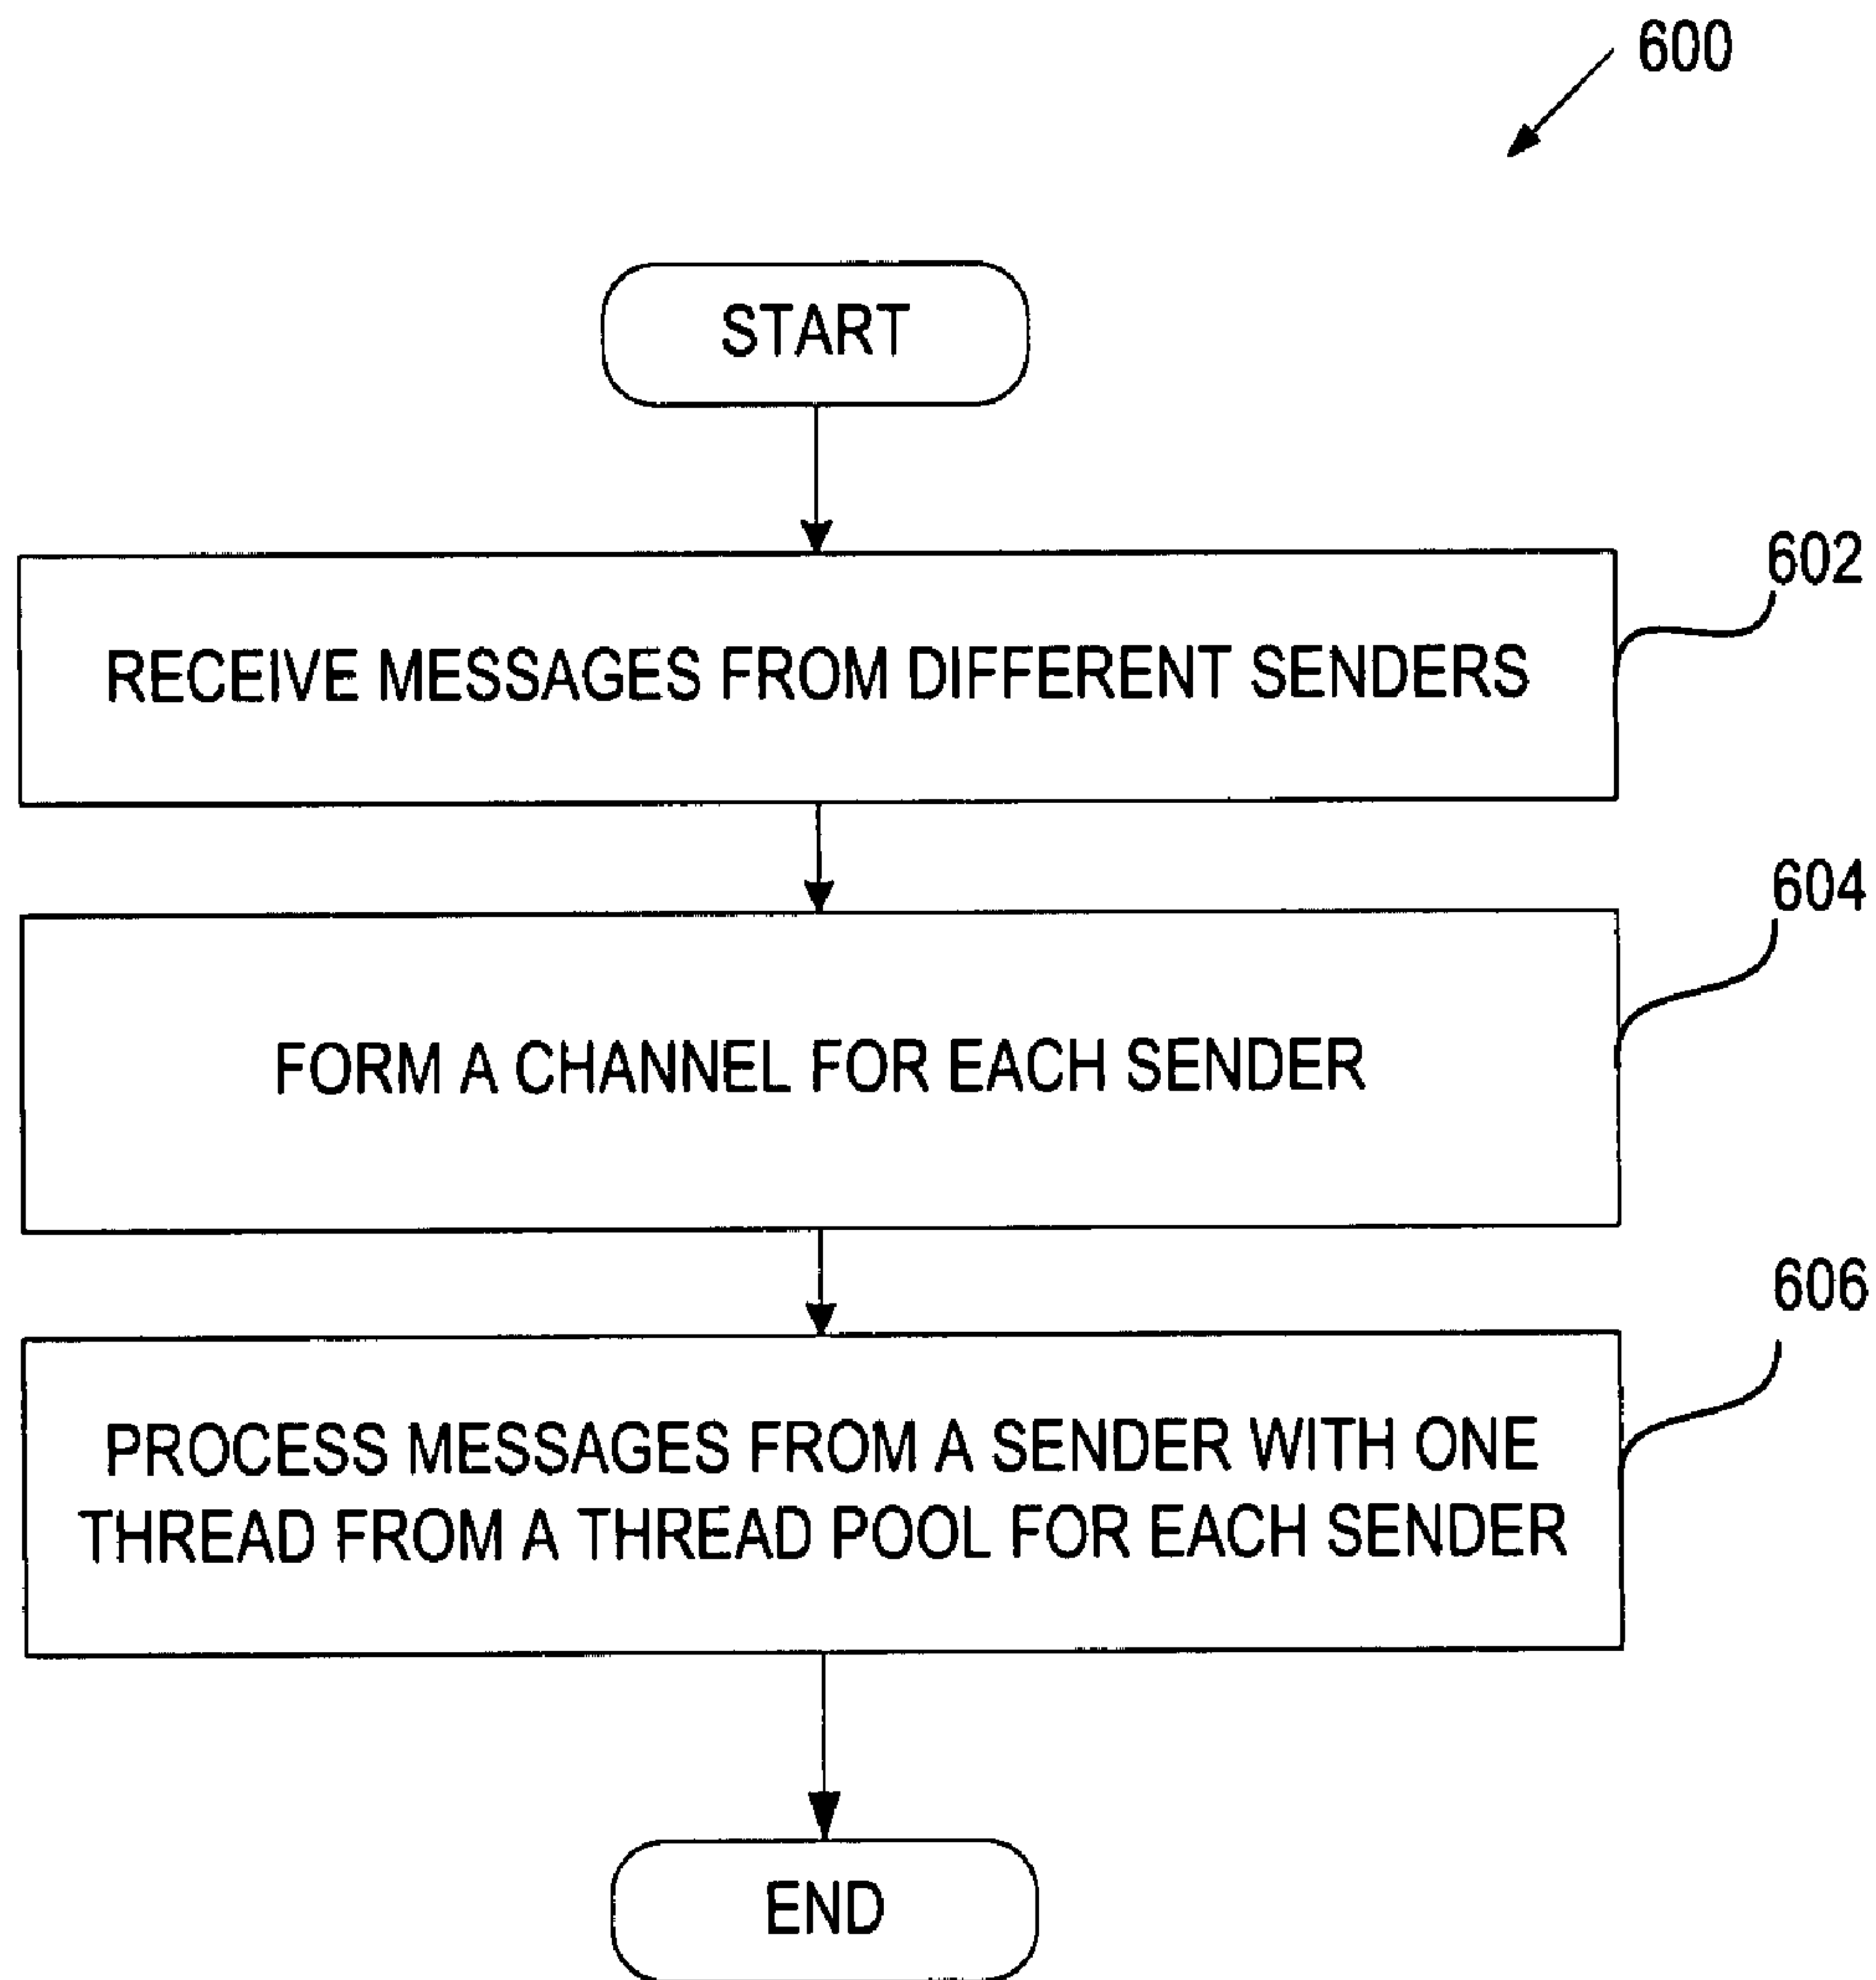 600
START
602
RECEIVE MESSAGES FROM DIFFERENT SENDERS
604
FORM A CHANNEL FOR EACH SENDER
606
PROCESS MESSAGES FROM A SENDER WITH ONE
THREAD FROM A THREAD POOL FOR EACH SENDER
END